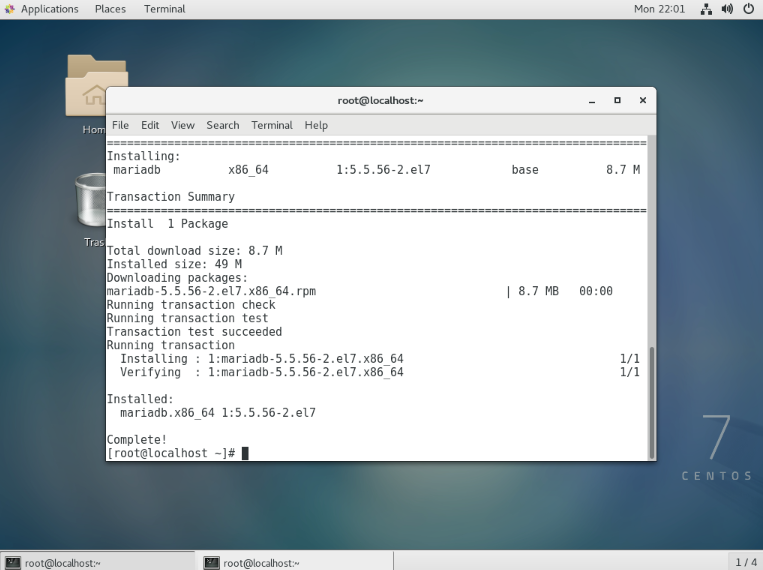 Applications Places Terminal Mon 22:01
root@localhost:~
File Edit View Search Terminal Help
================================================================================
Installing:
 mariadb x86_64 1:5.5.56-2.el7 base 8.7 M
Transaction Summary
================================================================================
Install  1 Package
Total download size: 8.7 M
Installed size: 49 M
Downloading packages:
mariadb-5.5.56-2.el7.x86_64.rpm | 8.7 MB 00:00
Running transaction check
Running transaction test
Transaction test succeeded
Running transaction
  Installing : 1:mariadb-5.5.56-2.el7.x86_64 1/1
  Verifying  : 1:mariadb-5.5.56-2.el7.x86_64 1/1
Installed:
  mariadb.x86_64 1:5.5.56-2.el7
Complete!
[root@localhost ~]#
Hom
Tras
7
CENTOS
root@localhost:~ root@localhost:~ 1 / 4